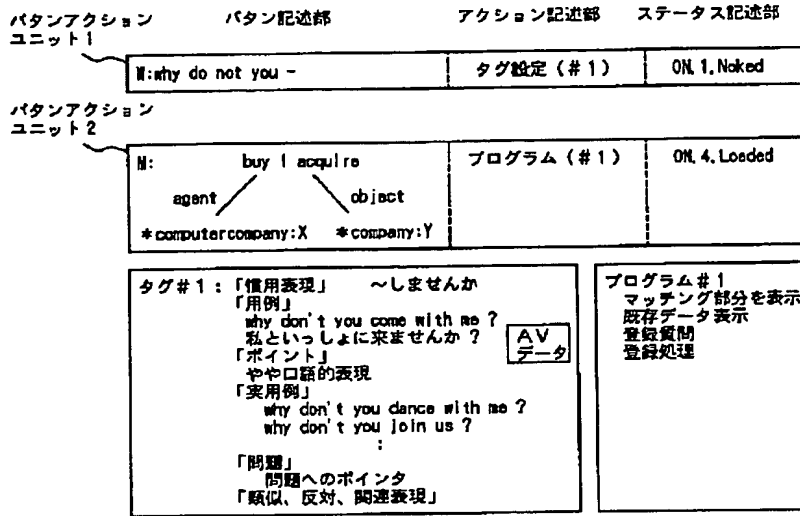 パタンアクション
ユニット1
パタン記述部 アクション記述部 ステータス記述部
M:why do not you - タグ設定(#1) ON.1.Naked
パタンアクション
ユニット2
M: buy | acquire プログラム(#1) ON.4.Loaded
agent object
*computercompany:X *company:Y
タグ#1:「慣用表現」 ~しませんか
「用例」
why don't you come with me ?
私といっしょに来ませんか?
AV
データ
「ポイント」
やや口語的表現
「実用例」
why don't you dance with me ?
why don't you join us ?
:
「問題」
問題へのポインタ
「類似、反対、関連表現」
プログラム#1
マッチング部分を表示
既存データ表示
登録質問
登録処理